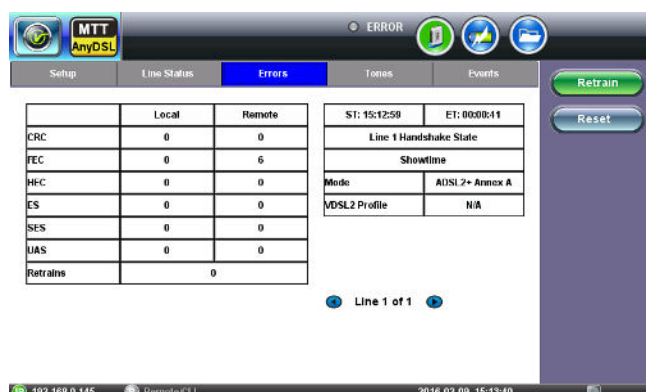 MTT
AnyDSL
ERROR
Setup Line Status Errors Tones Events
Retrain
Reset
Local Remote
CRC 0 0
FEC 0 6
HEC 0 0
ES 0 0
SES 0 0
UAS 0 0
Retrains 0
ST: 15:12:59 ET: 00:00:41
Line 1 Handshake State
Showtime
Mode ADSL2+ Annex A
VDSL2 Profile N/A
Line 1 of 1
192.168.0.145 Remote/CLI 2016-02-09 15:13:40